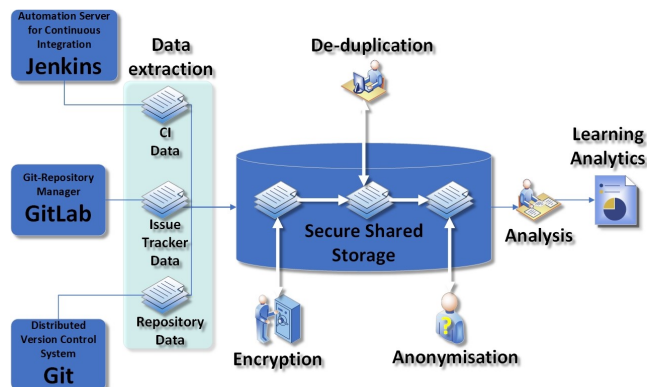 Automation Server
for Continuous
Integration
Jenkins
Data
extraction
CI
Data
Git-Repository
Manager
GitLab
Issue
Tracker
Data
Distributed
Version Control
System
Git
Repository
Data
De-duplication
Secure Shared
Storage
Encryption
?
Anonymisation
Analysis
Learning
Analytics